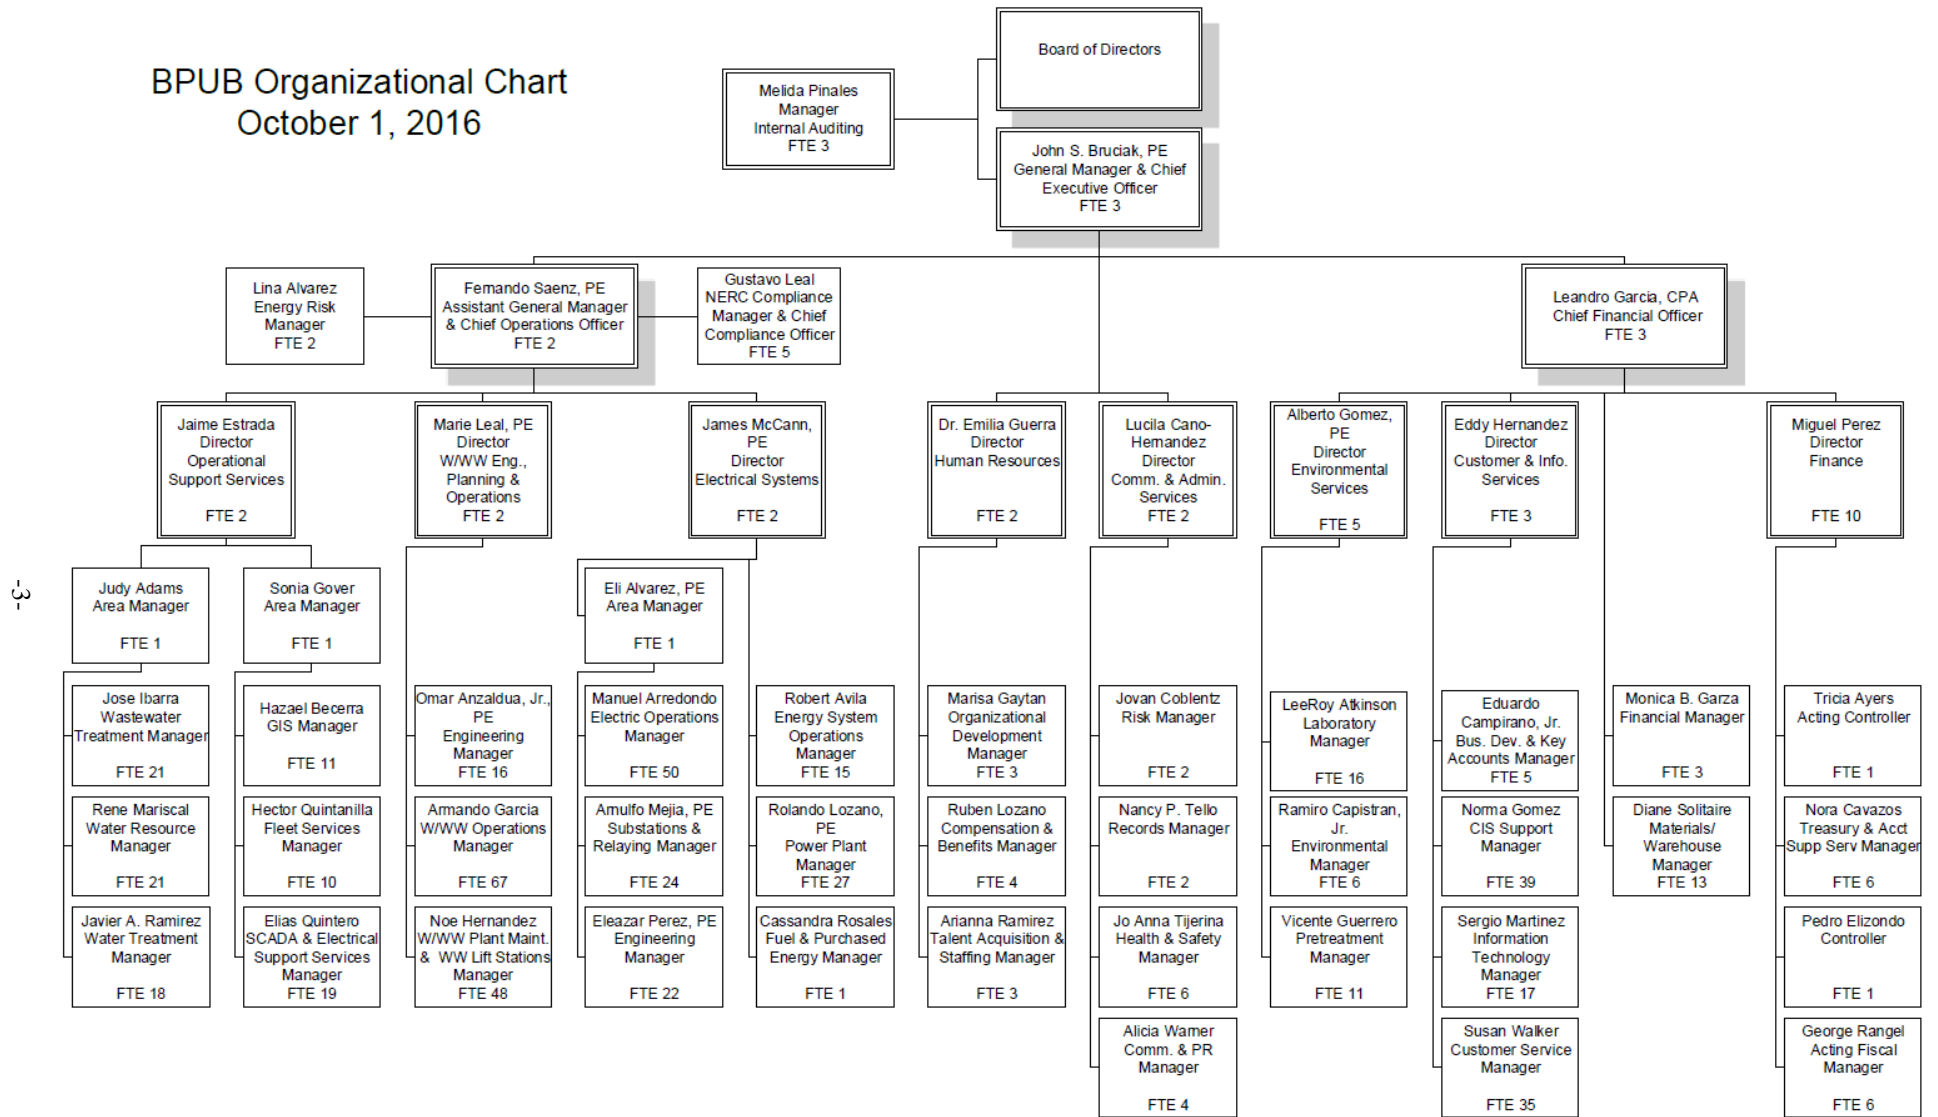 BPUB Organizational Chart
October 1, 2016
Board of Directors
Melida Pinales
Manager
Internal Auditing
FTE 3
John S. Bruciak, PE
General Manager & Chief
Executive Officer
FTE 3
Lina Alvarez
Energy Risk
Manager
FTE 2
Fernando Saenz, PE
Assistant General Manager
& Chief Operations Officer
FTE 2
Gustavo Leal
NERC Compliance
Manager & Chief
Compliance Officer
FTE 5
Leandro Garcia, CPA
Chief Financial Officer
FTE 3
Jaime Estrada
Director
Operational
Support Services
FTE 2
Marie Leal, PE
Director
W/WW Eng.,
Planning &
Operations
FTE 2
James McCann,
PE
Director
Electrical Systems
FTE 2
Dr. Emilia Guerra
Director
Human Resources
FTE 2
Lucila Cano-
Hernandez
Director
Comm. & Admin.
Services
FTE 2
Alberto Gomez,
PE
Director
Environmental
Services
FTE 5
Eddy Hernandez
Director
Customer & Info.
Services
FTE 3
Miguel Perez
Director
Finance
FTE 10
-3-
Judy Adams
Area Manager
FTE 1
Sonia Gover
Area Manager
FTE 1
Eli Alvarez, PE
Area Manager
FTE 1
Jose Ibarra
Wastewater
Treatment Manager
FTE 21
Hazael Becerra
GIS Manager
FTE 11
Omar Anzaldua, Jr.,
PE
Engineering
Manager
FTE 16
Manuel Arredondo
Electric Operations
Manager
FTE 50
Robert Avila
Energy System
Operations
Manager
FTE 15
Marisa Gaytan
Organizational
Development
Manager
FTE 3
Jovan Coblentz
Risk Manager
FTE 2
LeeRoy Atkinson
Laboratory
Manager
FTE 16
Eduardo
Campirano, Jr.
Bus. Dev. & Key
Accounts Manager
FTE 5
Monica B. Garza
Financial Manager
FTE 3
Tricia Ayers
Acting Controller
FTE 1
Rene Mariscal
Water Resource
Manager
FTE 21
Hector Quintanilla
Fleet Services
Manager
FTE 10
Armando Garcia
W/WW Operations
Manager
FTE 67
Arnulfo Mejia, PE
Substations &
Relaying Manager
FTE 24
Rolando Lozano,
PE
Power Plant
Manager
FTE 27
Ruben Lozano
Compensation &
Benefits Manager
FTE 4
Nancy P. Tello
Records Manager
FTE 2
Ramiro Capistran,
Jr.
Environmental
Manager
FTE 6
Norma Gomez
CIS Support
Manager
FTE 39
Diane Solitaire
Materials/
Warehouse
Manager
FTE 13
Nora Cavazos
Treasury & Acct
Supp Serv Manager
FTE 6
Javier A. Ramirez
Water Treatment
Manager
FTE 18
Elias Quintero
SCADA & Electrical
Support Services
Manager
FTE 19
Noe Hernandez
W/WW Plant Maint.
& WW Lift Stations
Manager
FTE 48
Eleazar Perez, PE
Engineering
Manager
FTE 22
Cassandra Rosales
Fuel & Purchased
Energy Manager
FTE 1
Arianna Ramirez
Talent Acquisition &
Staffing Manager
FTE 3
Jo Anna Tijerina
Health & Safety
Manager
FTE 6
Vicente Guerrero
Pretreatment
Manager
FTE 11
Sergio Martinez
Information
Technology
Manager
FTE 17
Pedro Elizondo
Controller
FTE 1
Alicia Warner
Comm. & PR
Manager
FTE 4
Susan Walker
Customer Service
Manager
FTE 35
George Rangel
Acting Fiscal
Manager
FTE 6